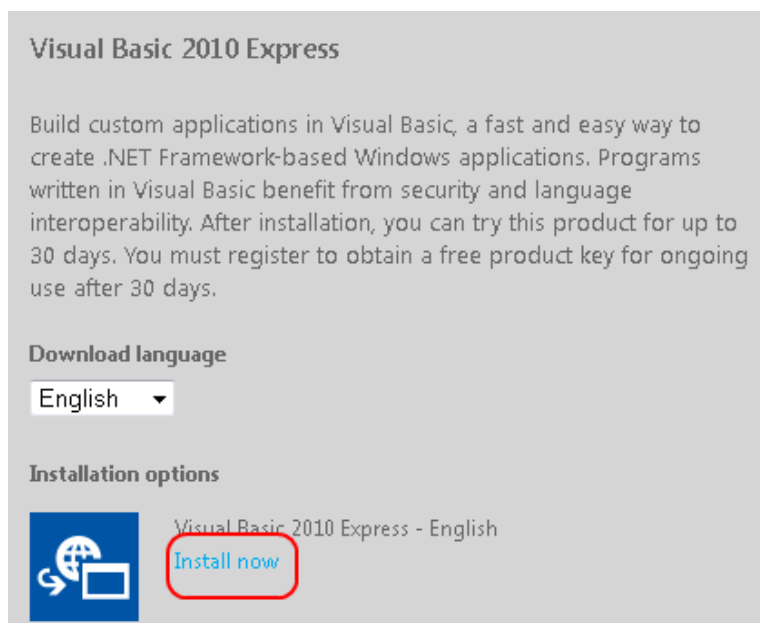 Visual Basic 2010 Express
Build custom applications in Visual Basic, a fast and easy way to
create .NET Framework-based Windows applications. Programs
written in Visual Basic benefit from security and language
interoperability. After installation, you can try this product for up to
30 days. You must register to obtain a free product key for ongoing
use after 30 days.
Download language
English
Installation options
Visual Basic 2010 Express - English
Install now